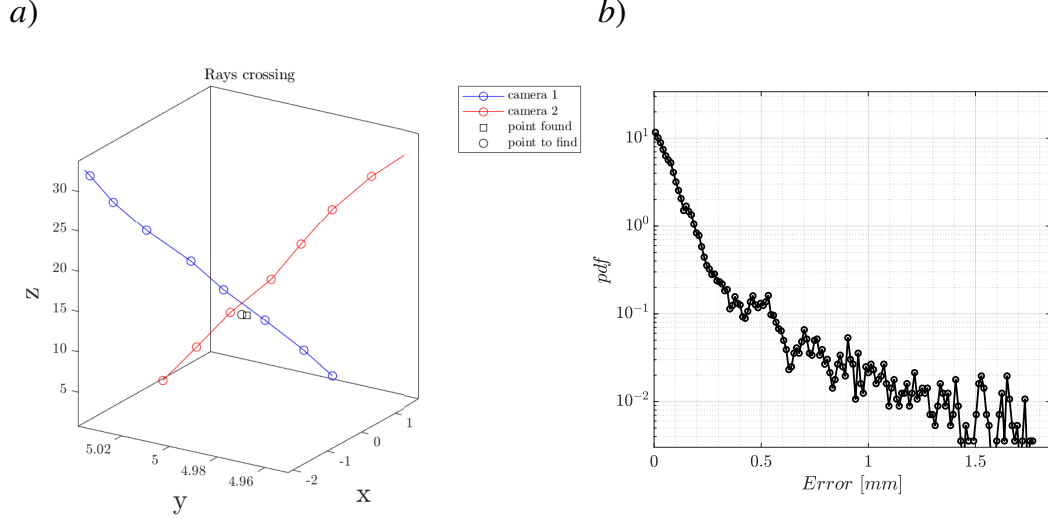 a)
Rays crossing
camera 1
camera 2
point found
point to find
30
25
20
15
10
5
z
5.02
5
4.98
4.96
y
-2
-1
0
1
x
b)
10^1
10^0
10^-1
10^-2
pdf
0
0.5
1
1.5
Error [mm]